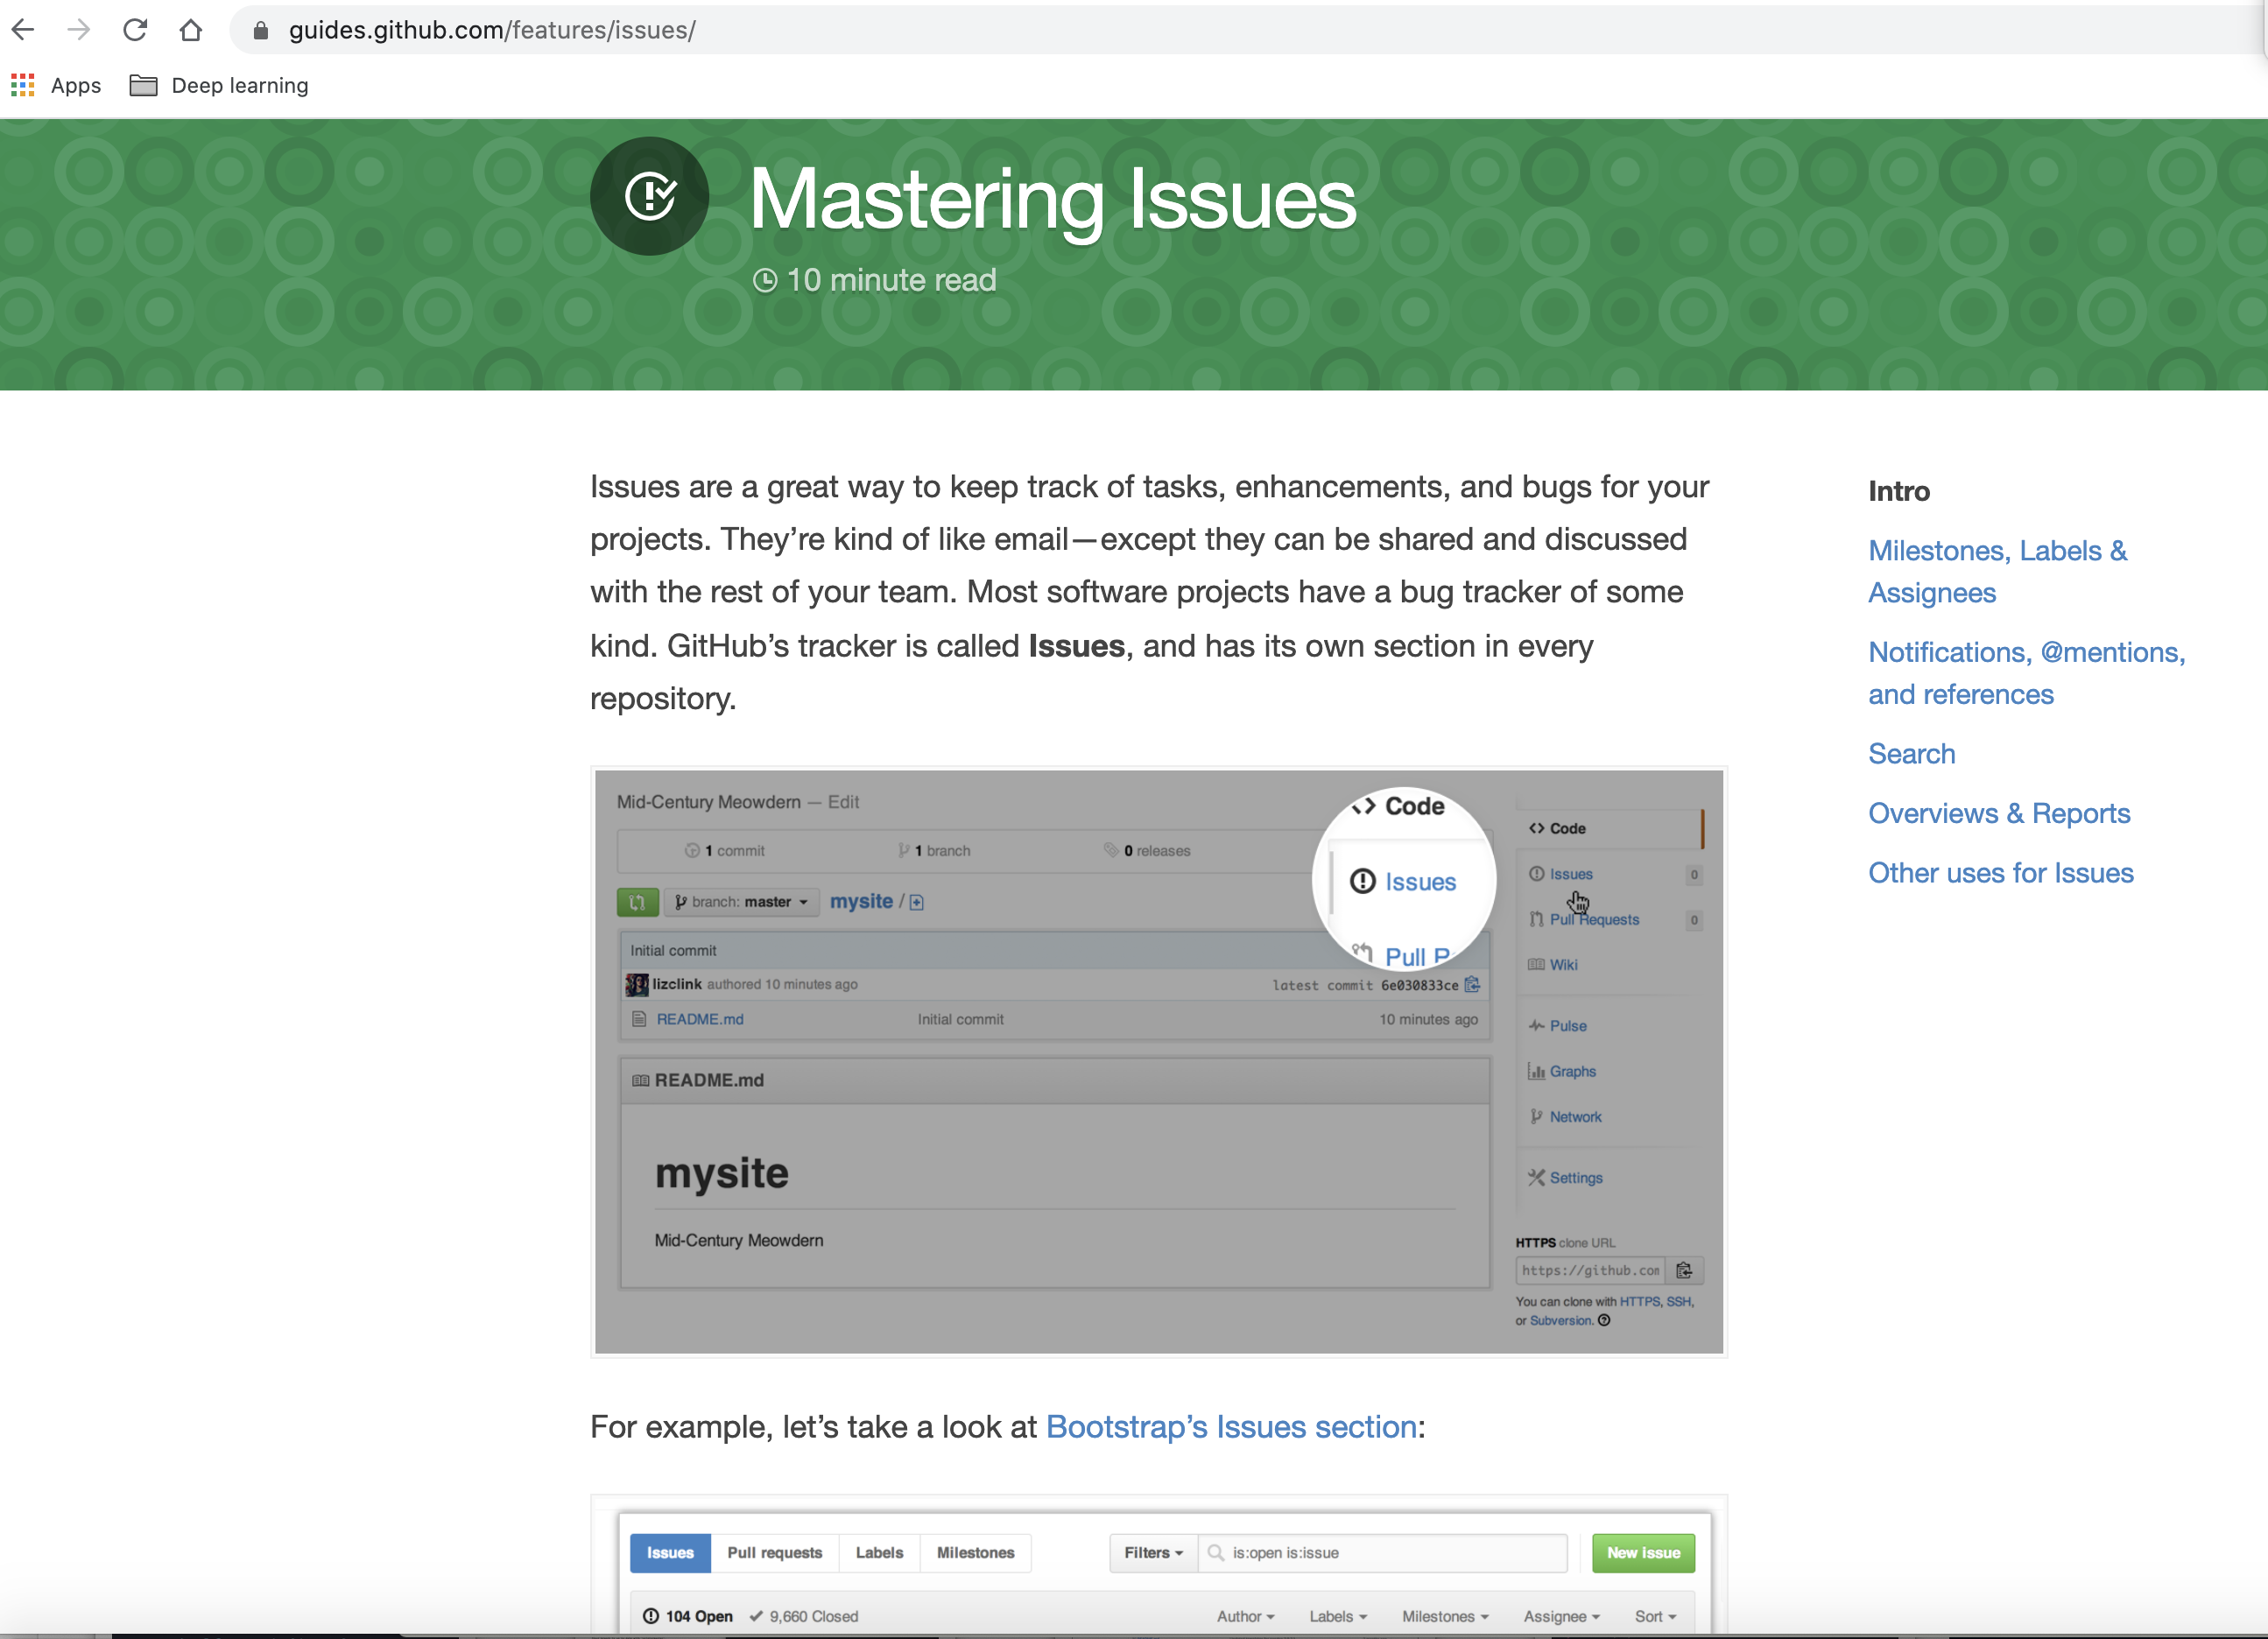 guides.github.com/features/issues/
Apps
Deep learning
Mastering Issues
10 minute read
Issues are a great way to keep track of tasks, enhancements, and bugs for your
projects. They’re kind of like email—except they can be shared and discussed
with the rest of your team. Most software projects have a bug tracker of some
kind. GitHub’s tracker is called Issues, and has its own section in every
repository.
Intro
Milestones, Labels &
Assignees
Notifications, @mentions,
and references
Search
Overviews & Reports
Other uses for Issues
Mid-Century Meowdern — Edit
1 commit
1 branch
0 releases
branch: master
mysite /
Initial commit
lizclink authored 10 minutes ago
latest commit 6e030833ce
README.md
Initial commit
10 minutes ago
README.md
mysite
Mid-Century Meowdern
Code
Issues
Pull P
Code
Issues 0
Pull Requests 0
Wiki
Pulse
Graphs
Network
Settings
HTTPS clone URL
https://github.com
You can clone with HTTPS, SSH,
or Subversion.
For example, let’s take a look at Bootstrap’s Issues section:
Issues
Pull requests
Labels
Milestones
Filters
is:open is:issue
New issue
104 Open
9,660 Closed
Author
Labels
Milestones
Assignee
Sort